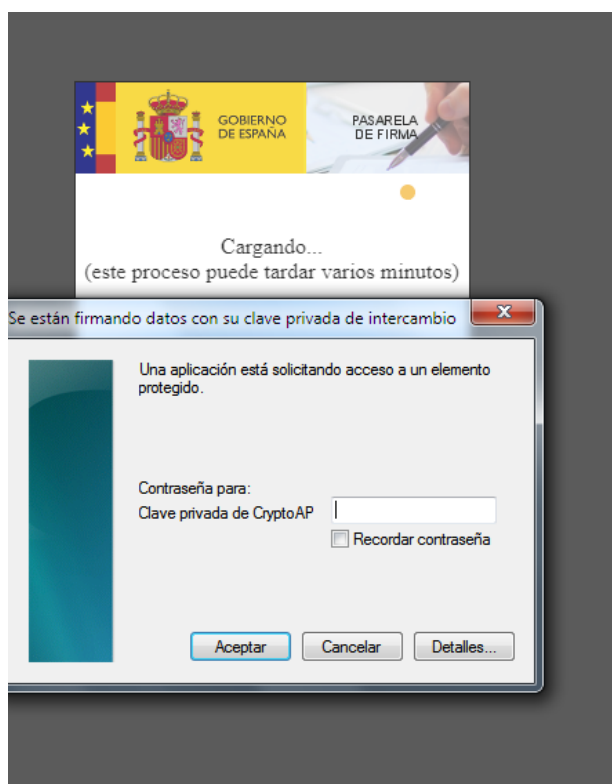 GOBIERNO
DE ESPAÑA
PASARELA
DE FIRMA
Cargando...
(este proceso puede tardar varios minutos)
Se están firmando datos con su clave privada de intercambio
Una aplicación está solicitando acceso a un elemento
protegido.
Contraseña para:
Clave privada de CryptoAP
Recordar contraseña
Aceptar
Cancelar
Detalles...